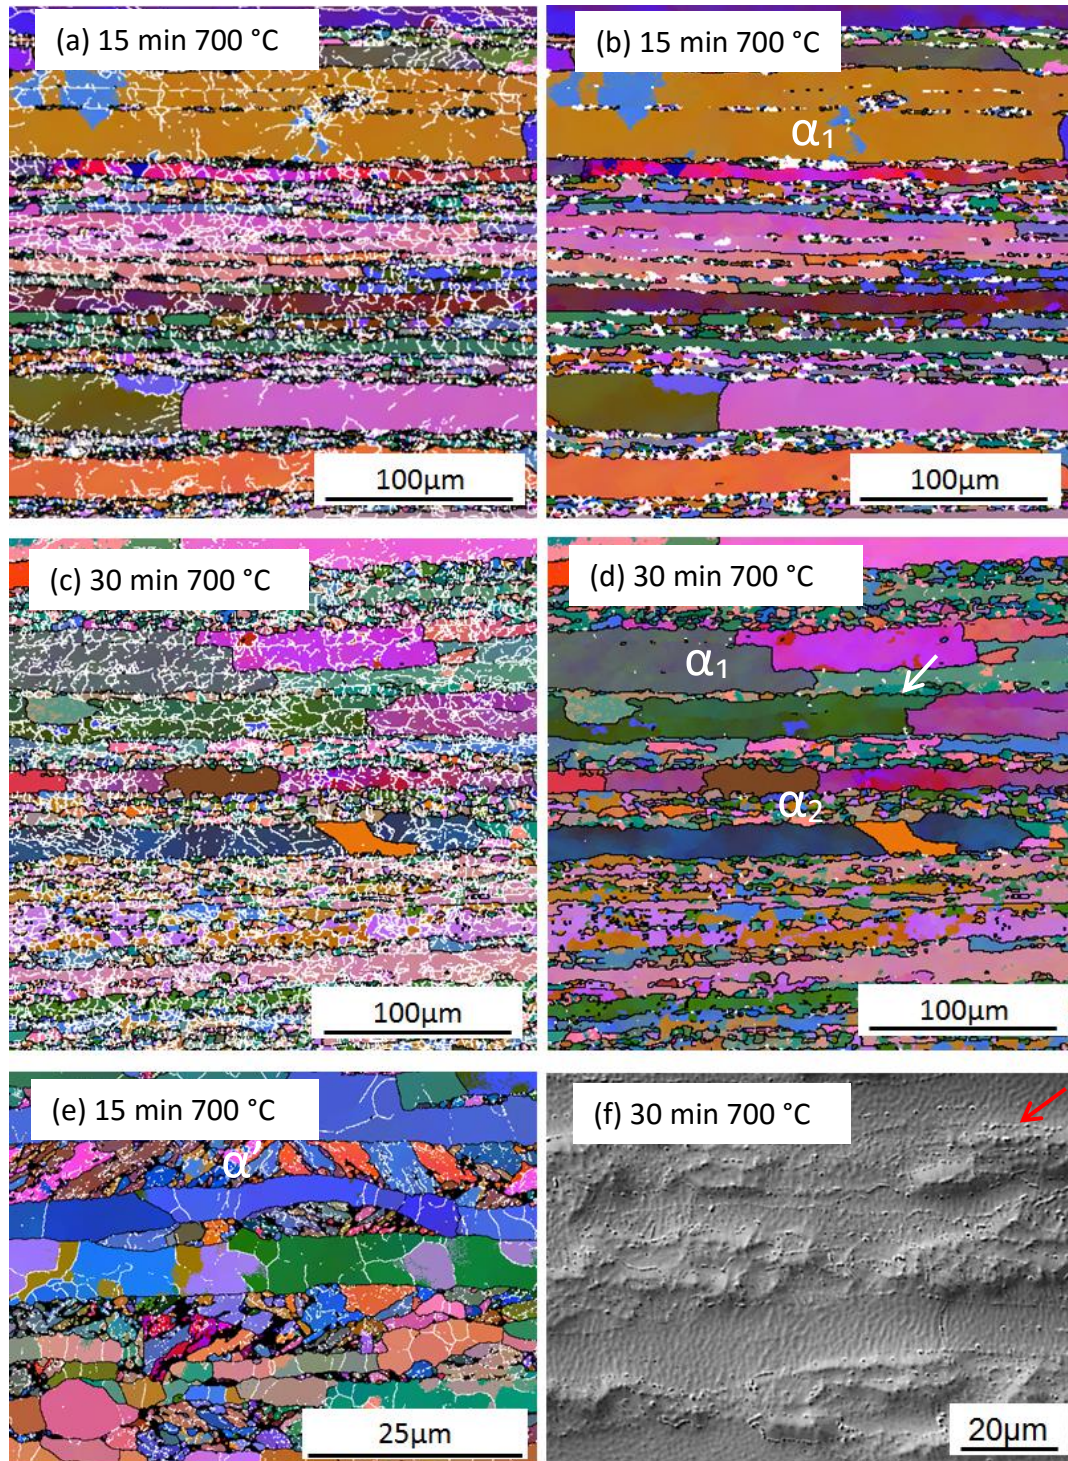 (a) 15 min 700 °C
(b) 15 min 700 °C
α₁
100µm
100µm
(c) 30 min 700 °C
(d) 30 min 700 °C
α₁
α₂
100µm
100µm
(e) 15 min 700 °C
(f) 30 min 700 °C
α
25µm
20µm